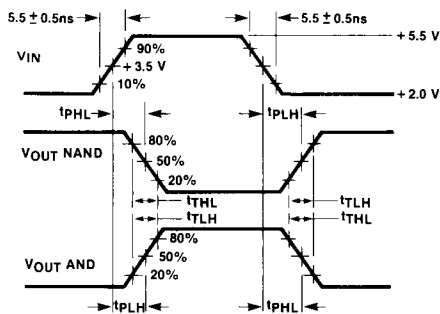 5.5 ± 0.5ns
5.5 ± 0.5ns
90%
+ 5.5 V
VIN
+ 3.5 V
10%
+ 2.0 V
tPHL
tPLH
80%
VOUT NAND
50%
20%
tTHL
tTLH
tTLH
tTHL
80%
VOUT AND
50%
20%
tPLH
tPHL